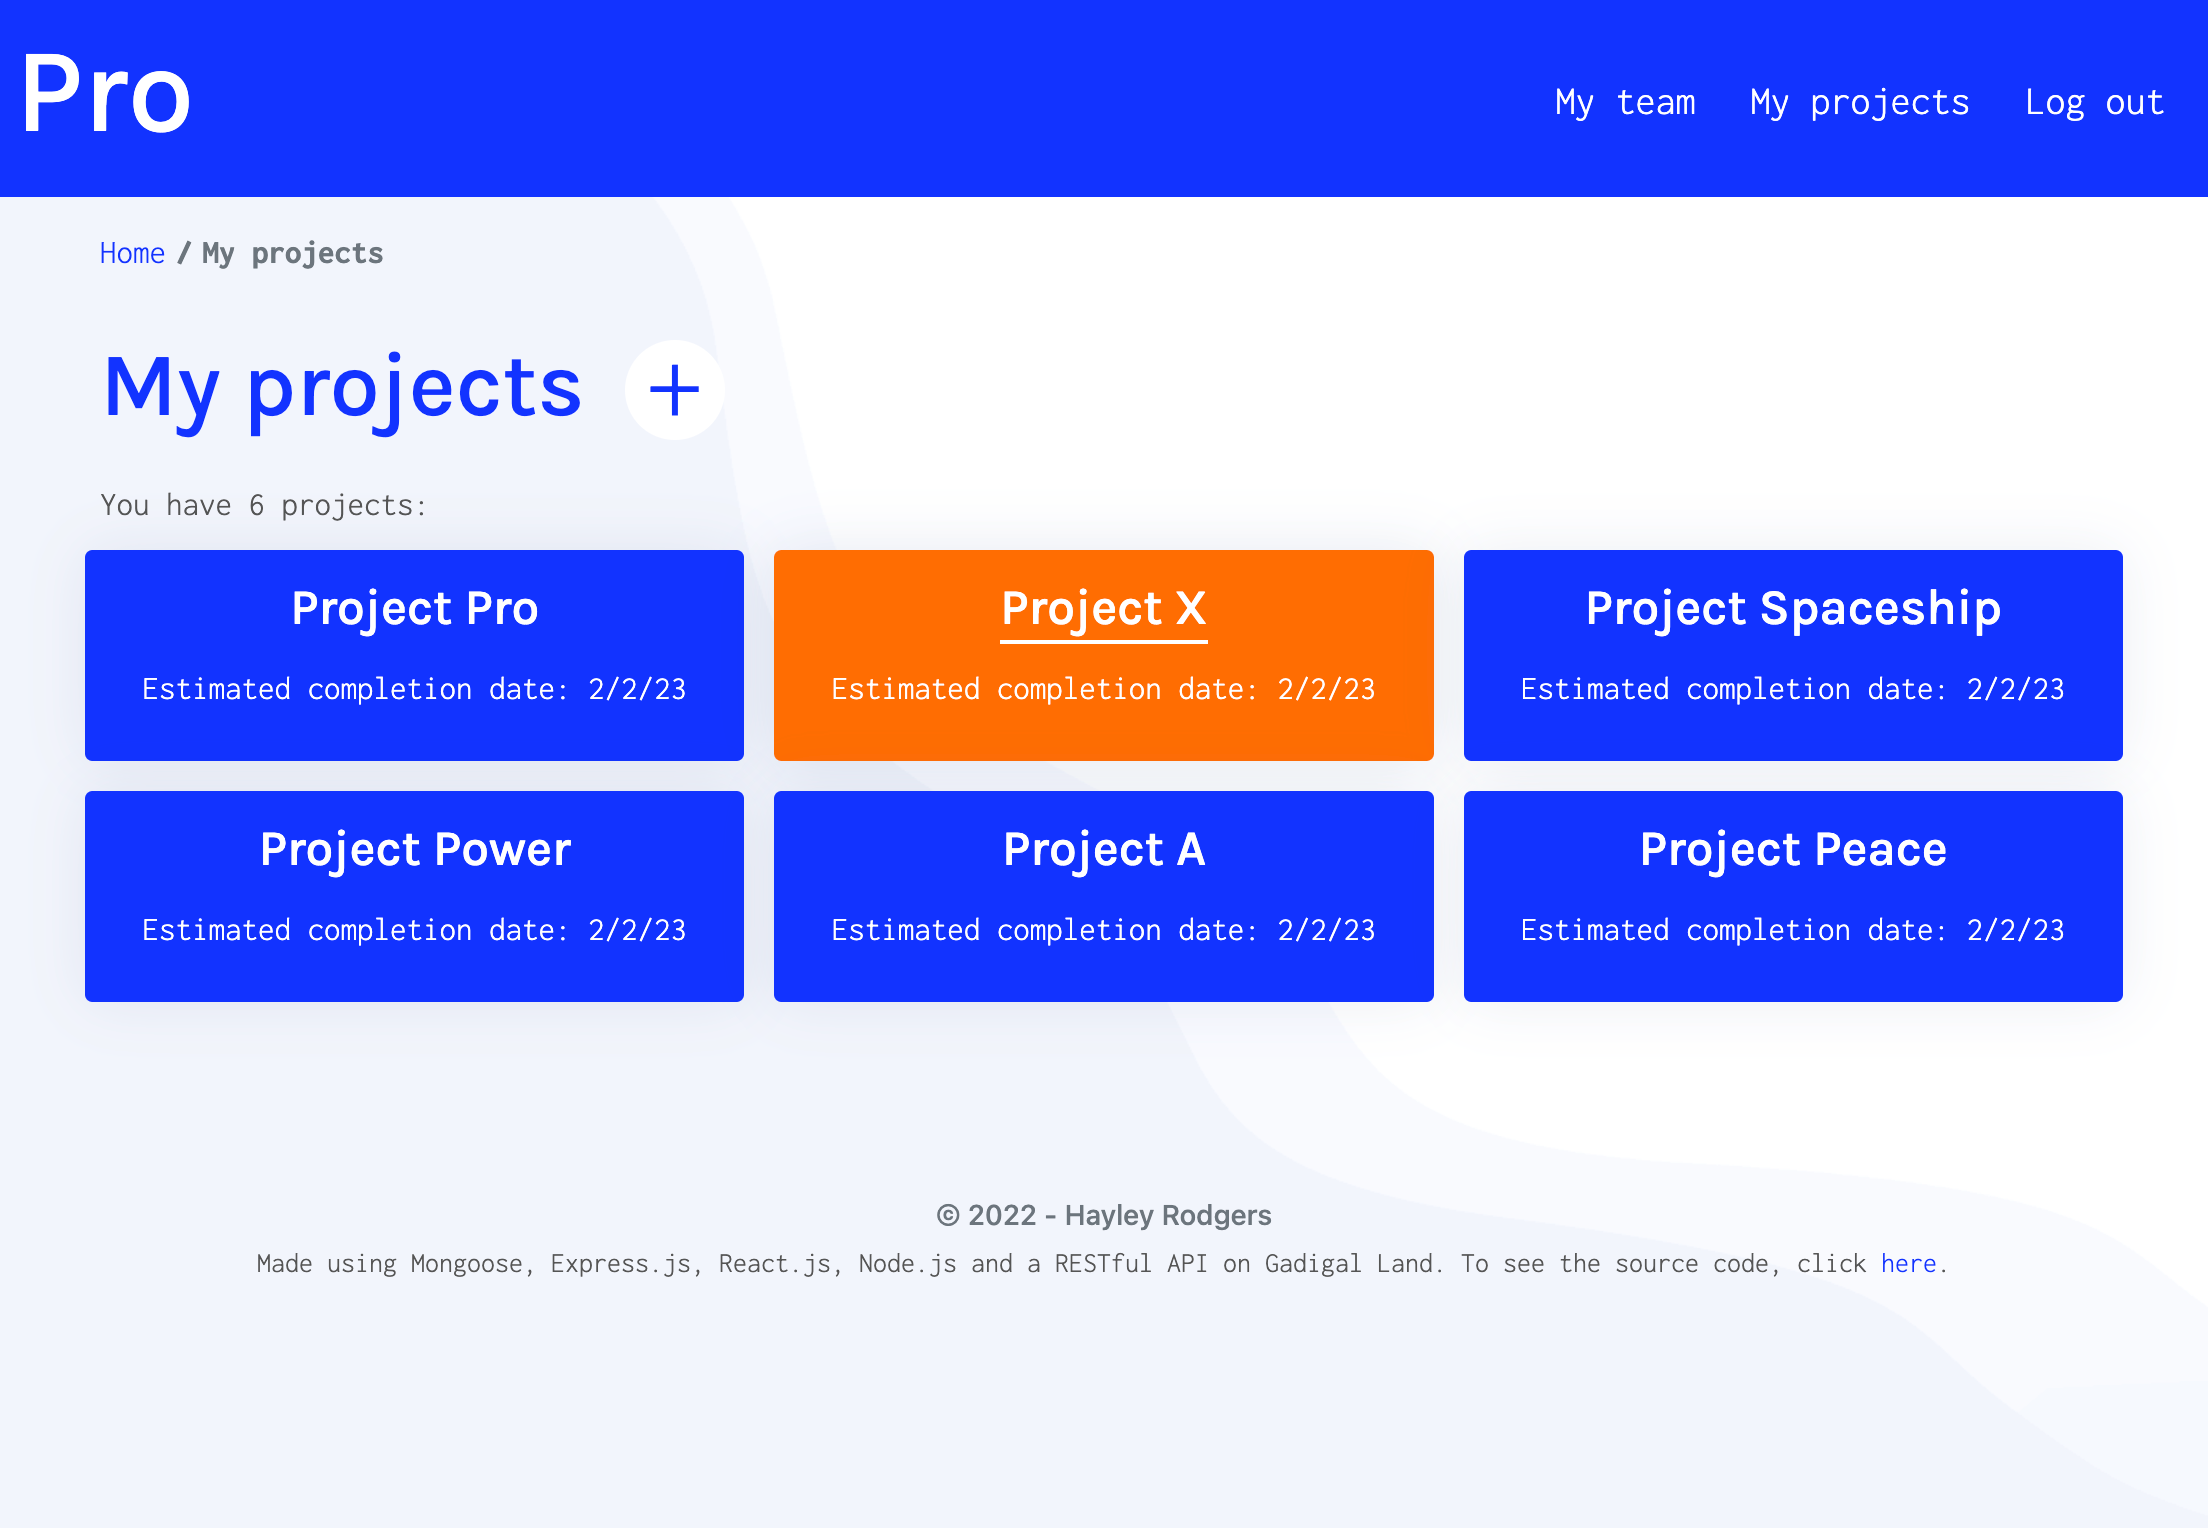 Pro
My team
My projects
Log out
Home / My projects
My projects +
You have 6 projects:
Project Pro
Estimated completion date: 2/2/23
Project X
Estimated completion date: 2/2/23
Project Spaceship
Estimated completion date: 2/2/23
Project Power
Estimated completion date: 2/2/23
Project A
Estimated completion date: 2/2/23
Project Peace
Estimated completion date: 2/2/23
© 2022 - Hayley Rodgers
Made using Mongoose, Express.js, React.js, Node.js and a RESTful API on Gadigal Land. To see the source code, click here.